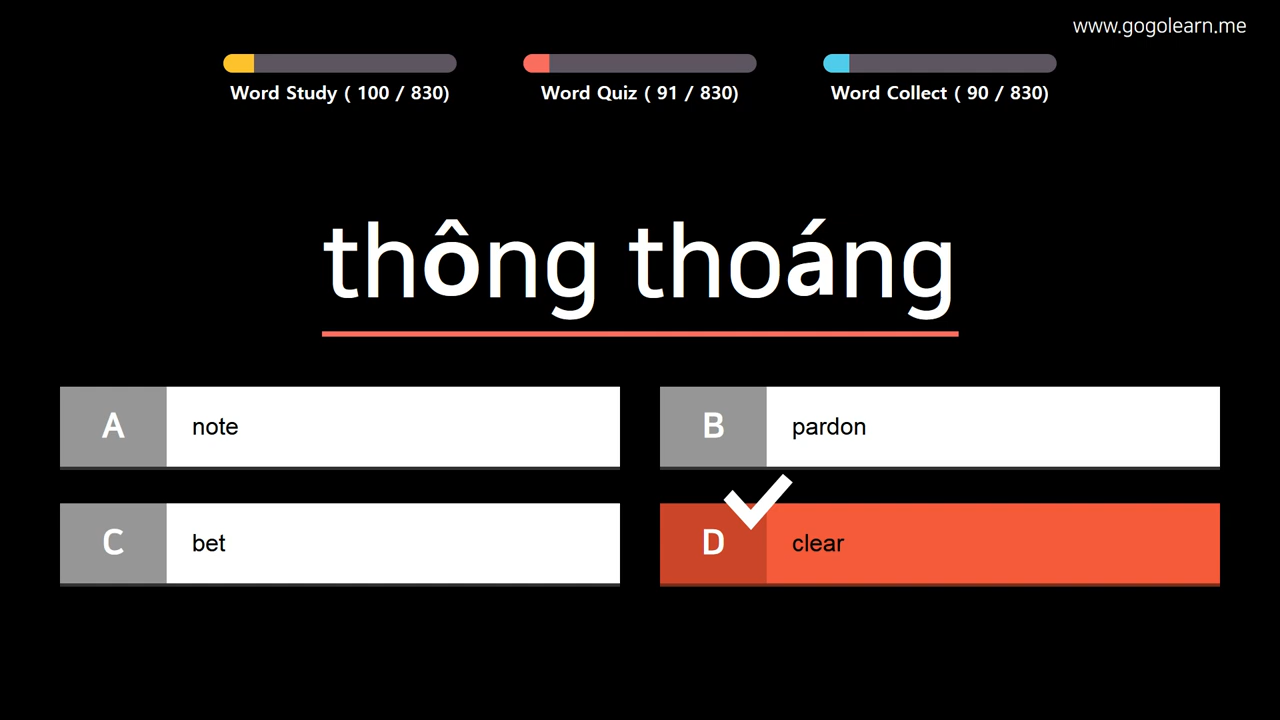 www.gogolearn.me
Word Study ( 100 / 830) Word Quiz ( 91 / 830) Word Collect ( 90 / 830)
thông thoáng
A note
B pardon
C bet
D clear